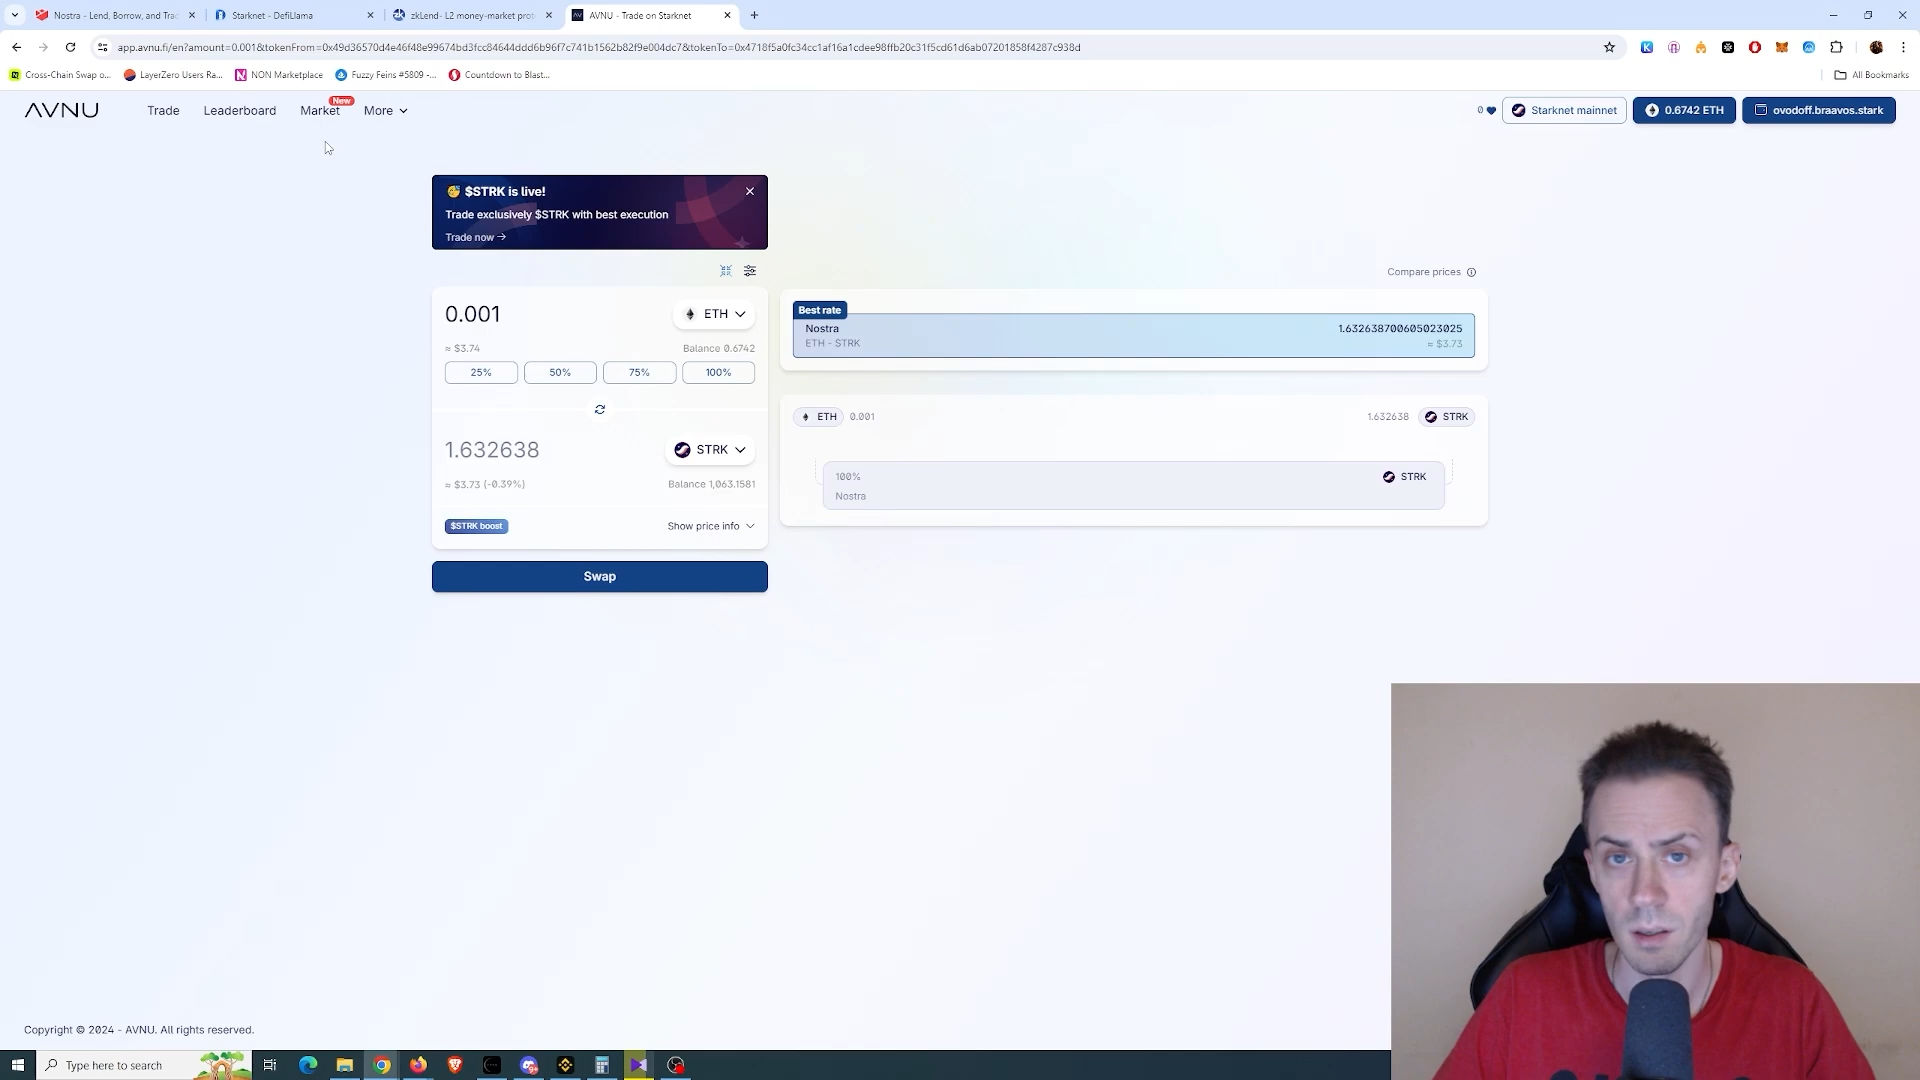 Nostra - Lend, Borrow, and Trad
Starknet - DefiLlama
zkLend- L2 money-market prot
AVNU - Trade on Starknet
app.avnu.fi/en?amount=0.001&tokenFrom=0x49d36570d4e46f48e99674bd3fcc84644ddd6b96f7c741b1562b82f9e004dc7&tokenTo=0x4718f5a0fc34cc1af16a1cdee98ffb20c31f5cd61d6ab07201858f4287c938d
Cross-Chain Swap o...
LayerZero Users Ra...
NON Marketplace
Fuzzy Feins #5809 -...
Countdown to Blast...
All Bookmarks
AVNU
Trade
Leaderboard
Market
New
More
0
Starknet mainnet
0.6742 ETH
ovodoff.braavos.stark
$STRK is live!
Trade exclusively $STRK with best execution
Trade now →
Compare prices
0.001
ETH
≈ $3.74
Balance 0.6742
25%
50%
75%
100%
1.632638
STRK
≈ $3.73 (-0.39%)
Balance 1,063.1581
$STRK boost
Show price info
Swap
Best rate
Nostra
1.632638700605023025
ETH - STRK
≈ $3.73
ETH
0.001
1.632638
STRK
100%
STRK
Nostra
Copyright © 2024 - AVNU. All rights reserved.
Type here to search